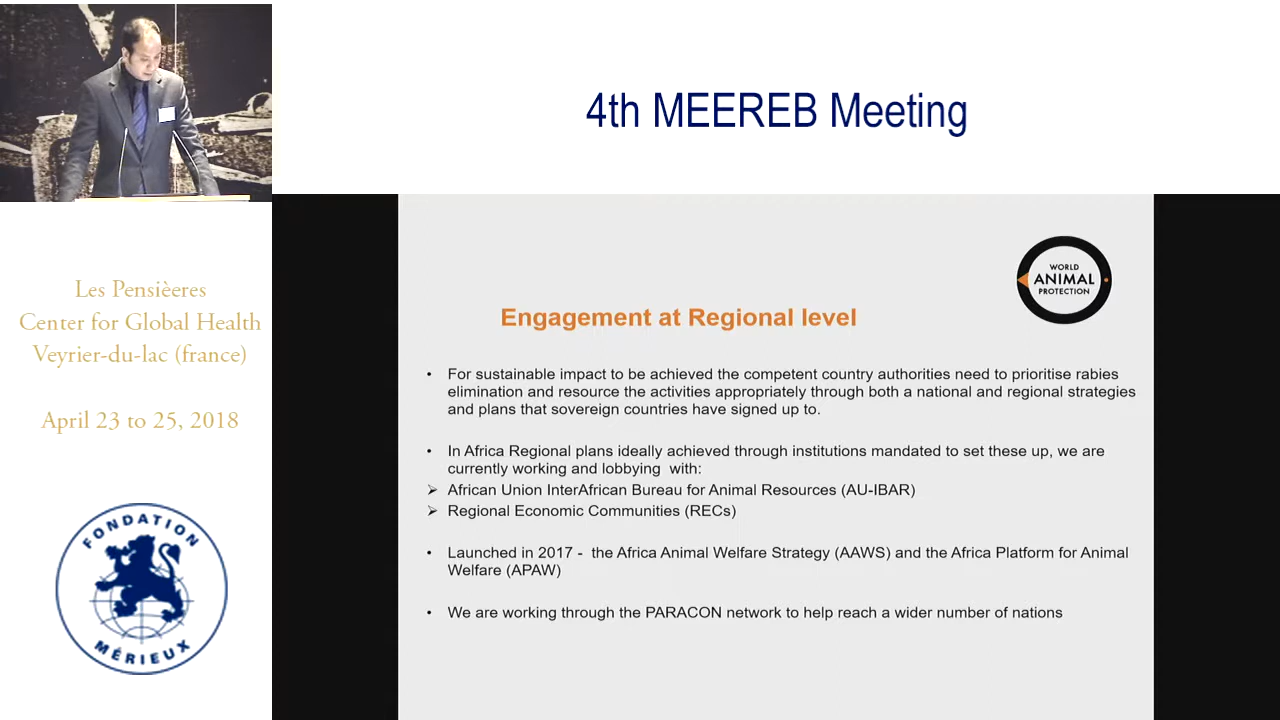 4th MEEREB Meeting
Les Pensièeres
Center for Global Health
Veyrier-du-lac (france)
April 23 to 25, 2018
FONDATION
MÉRIEUX
WORLD
ANIMAL
PROTECTION
Engagement at Regional level
• For sustainable impact to be achieved the competent country authorities need to prioritise rabies
elimination and resource the activities appropriately through both a national and regional strategies
and plans that sovereign countries have signed up to.
• In Africa Regional plans ideally achieved through institutions mandated to set these up, we are
currently working and lobbying with:
➢ African Union InterAfrican Bureau for Animal Resources (AU-IBAR)
➢ Regional Economic Communities (RECs)
• Launched in 2017 - the Africa Animal Welfare Strategy (AAWS) and the Africa Platform for Animal
Welfare (APAW)
• We are working through the PARACON network to help reach a wider number of nations